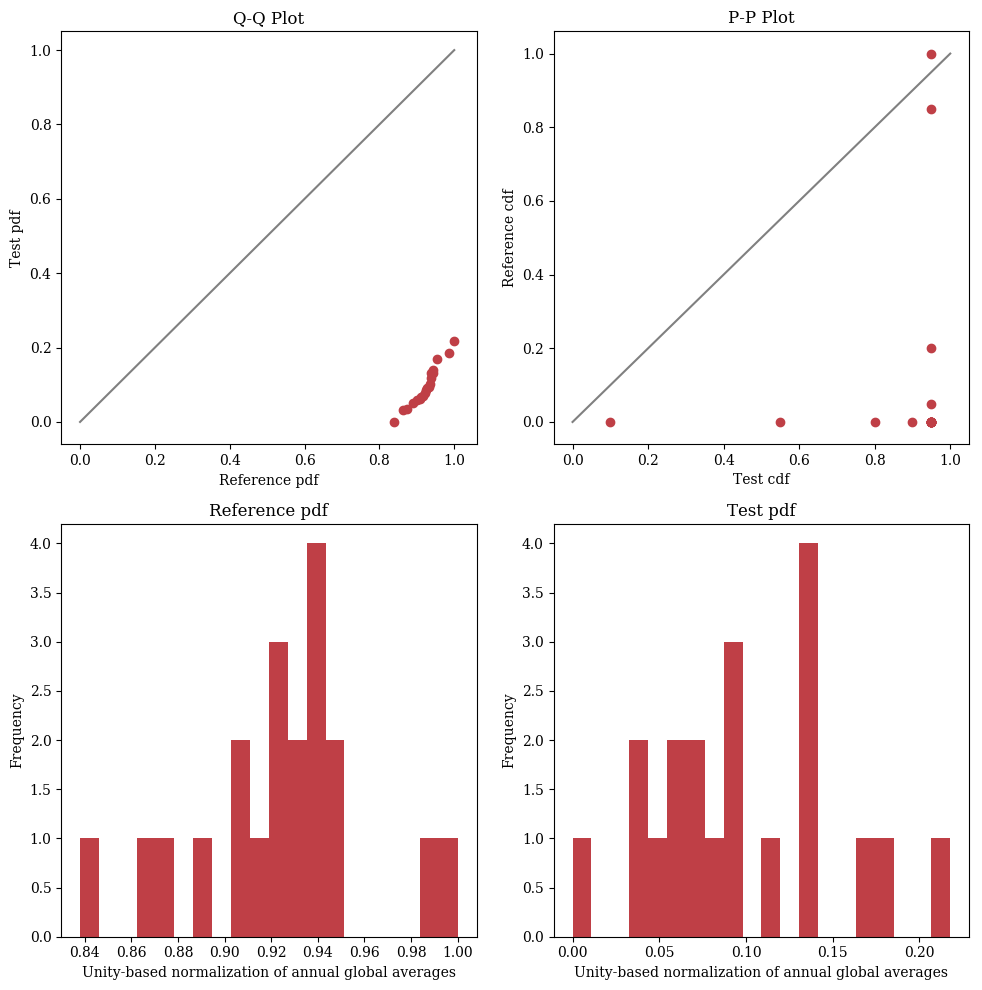 Q-Q Plot
1.0
0.8
0.6
0.4
0.2
0.0
Test pdf
0.0 0.2 0.4 0.6 0.8 1.0
Reference pdf
P-P Plot
1.0
0.8
0.6
0.4
0.2
0.0
Reference cdf
0.0 0.2 0.4 0.6 0.8 1.0
Test cdf
Reference pdf
4.0
3.5
3.0
2.5
2.0
1.5
1.0
0.5
0.0
Frequency
0.84 0.86 0.88 0.90 0.92 0.94 0.96 0.98 1.00
Unity-based normalization of annual global averages
Test pdf
4.0
3.5
3.0
2.5
2.0
1.5
1.0
0.5
0.0
Frequency
0.00 0.05 0.10 0.15 0.20
Unity-based normalization of annual global averages